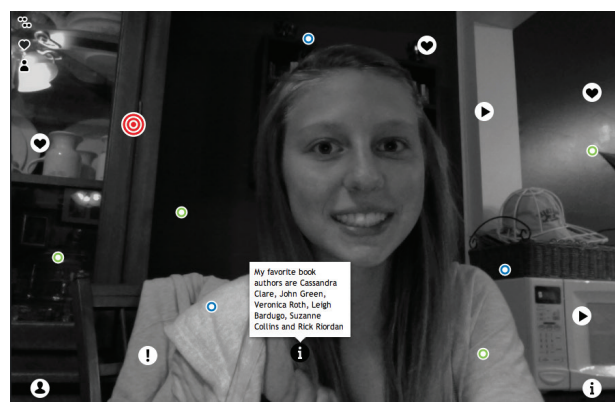 My favorite book
authors are Cassandra
Clare, John Green,
Veronica Roth, Leigh
Bardugo, Suzanne
Collins and Rick Riordan